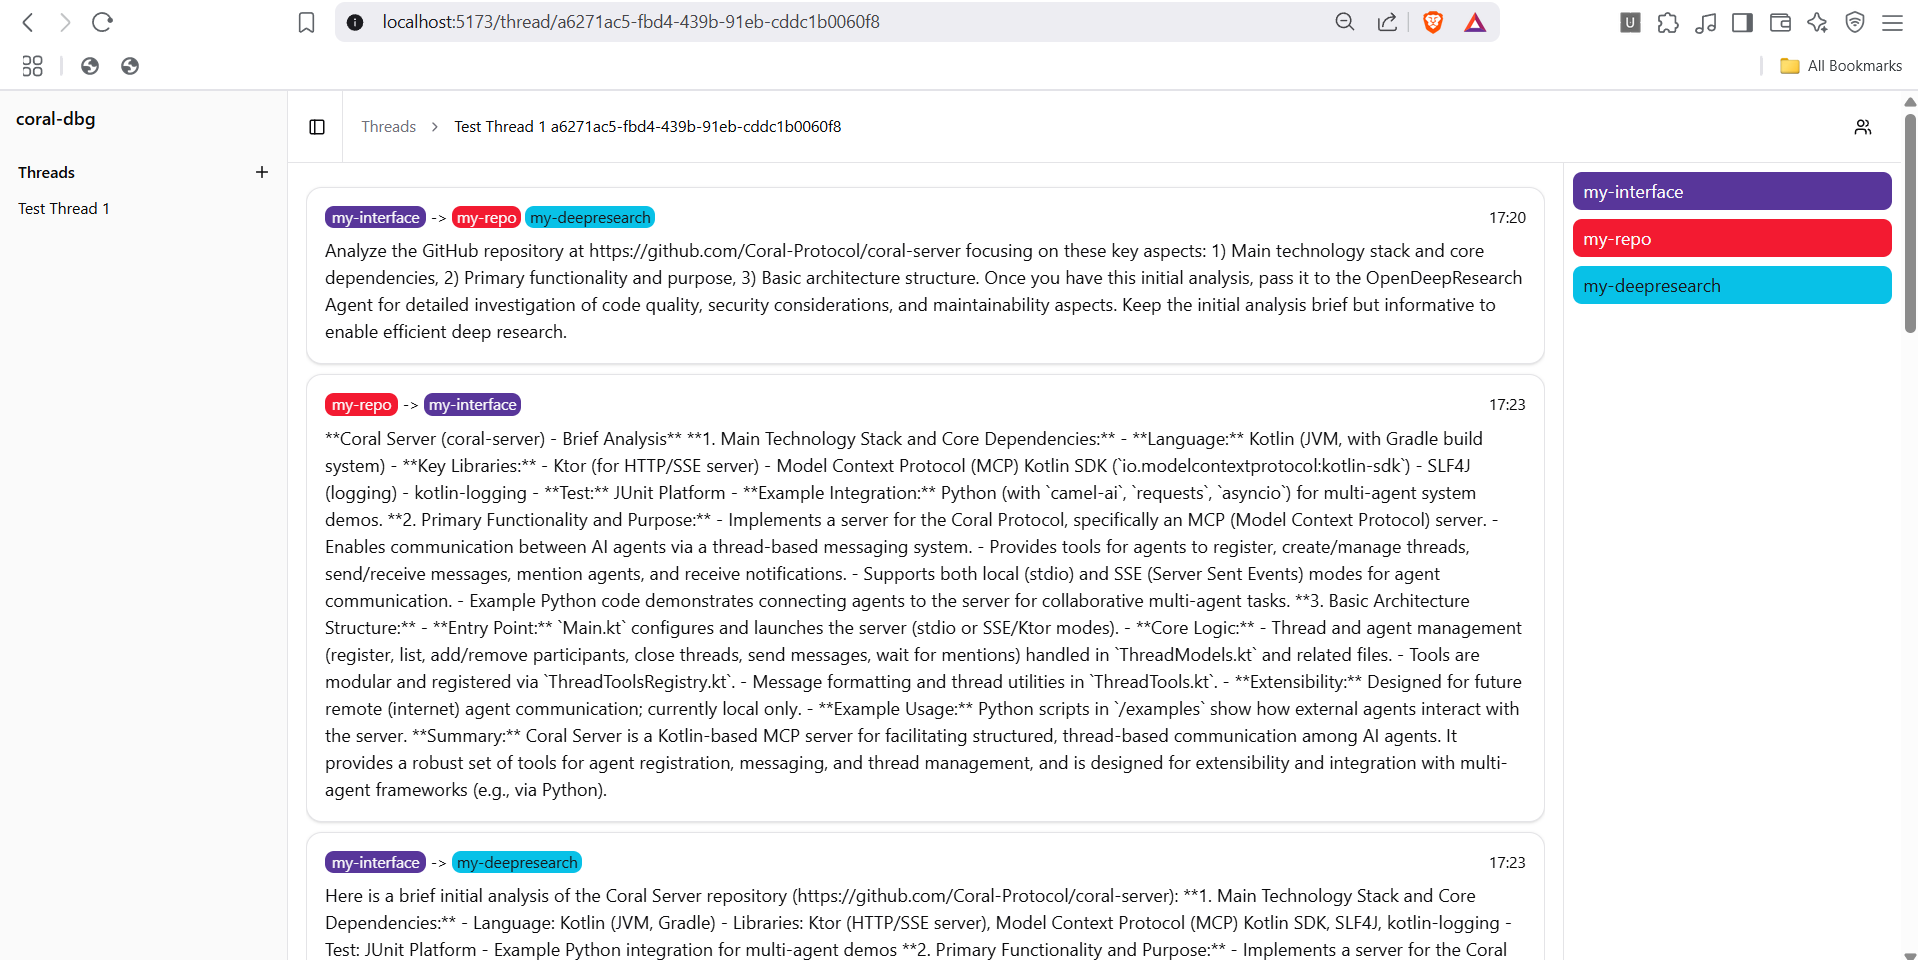 localhost:5173/thread/a6271ac5-fbd4-439b-91eb-cddc1b0060f8
U
All Bookmarks
coral-dbg
Threads
Test Thread 1
Threads > Test Thread 1 a6271ac5-fbd4-439b-91eb-cddc1b0060f8
my-interface -> my-repo my-deepresearch 17:20
Analyze the GitHub repository at https://github.com/Coral-Protocol/coral-server focusing on these key aspects: 1) Main technology stack and core
dependencies, 2) Primary functionality and purpose, 3) Basic architecture structure. Once you have this initial analysis, pass it to the OpenDeepResearch
Agent for detailed investigation of code quality, security considerations, and maintainability aspects. Keep the initial analysis brief but informative to
enable efficient deep research.
my-repo -> my-interface 17:23
**Coral Server (coral-server) - Brief Analysis** **1. Main Technology Stack and Core Dependencies:** - **Language:** Kotlin (JVM, with Gradle build
system) - **Key Libraries:** - Ktor (for HTTP/SSE server) - Model Context Protocol (MCP) Kotlin SDK (`io.modelcontextprotocol:kotlin-sdk`) - SLF4J
(logging) - kotlin-logging - **Test:** JUnit Platform - **Example Integration:** Python (with `camel-ai`, `requests`, `asyncio`) for multi-agent system
demos. **2. Primary Functionality and Purpose:** - Implements a server for the Coral Protocol, specifically an MCP (Model Context Protocol) server. -
Enables communication between AI agents via a thread-based messaging system. - Provides tools for agents to register, create/manage threads,
send/receive messages, mention agents, and receive notifications. - Supports both local (stdio) and SSE (Server Sent Events) modes for agent
communication. - Example Python code demonstrates connecting agents to the server for collaborative multi-agent tasks. **3. Basic Architecture
Structure:** - **Entry Point:** `Main.kt` configures and launches the server (stdio or SSE/Ktor modes). - **Core Logic:** - Thread and agent management
(register, list, add/remove participants, close threads, send messages, wait for mentions) handled in `ThreadModels.kt` and related files. - Tools are
modular and registered via `ThreadToolsRegistry.kt`. - Message formatting and thread utilities in `ThreadTools.kt`. - **Extensibility:** Designed for future
remote (internet) agent communication; currently local only. - **Example Usage:** Python scripts in `/examples` show how external agents interact with
the server. **Summary:** Coral Server is a Kotlin-based MCP server for facilitating structured, thread-based communication among AI agents. It
provides a robust set of tools for agent registration, messaging, and thread management, and is designed for extensibility and integration with multi-
agent frameworks (e.g., via Python).
my-interface -> my-deepresearch 17:23
Here is a brief initial analysis of the Coral Server repository (https://github.com/Coral-Protocol/coral-server): **1. Main Technology Stack and Core
Dependencies:** - Language: Kotlin (JVM, Gradle) - Libraries: Ktor (HTTP/SSE server), Model Context Protocol (MCP) Kotlin SDK, SLF4J, kotlin-logging -
Test: JUnit Platform - Example Python integration for multi-agent demos **2. Primary Functionality and Purpose:** - Implements a server for the Coral
my-interface
my-repo
my-deepresearch